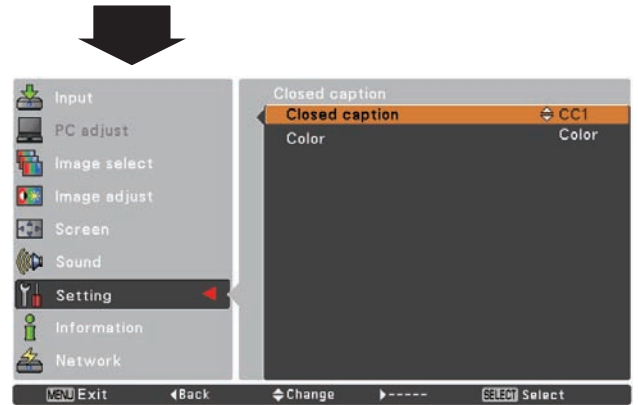 Input
PC adjust
Image select
Image adjust
Screen
Sound
Setting
Information
Network
Closed caption
Closed caption CC1
Color Color
MENU Exit Back Change ----- SELECT Select